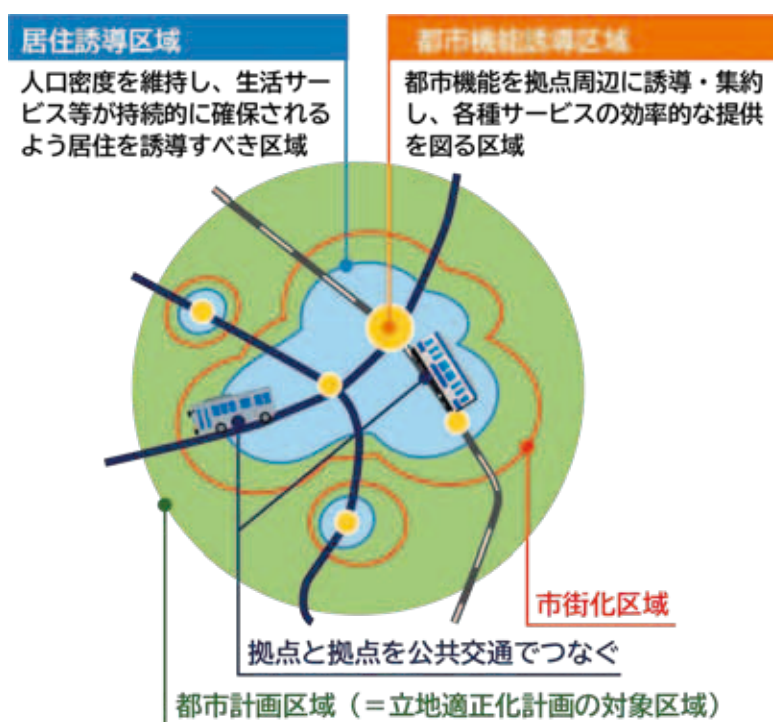 居住誘導区域
人口密度を維持し、生活サー
ビス等が持続的に確保される
よう居住を誘導すべき区域
都市機能誘導区域
都市機能を拠点周辺に誘導・集約
し、各種サービスの効率的な提供
を図る区域
市街化区域
拠点と拠点を公共交通でつなぐ
都市計画区域(=立地適正化計画の対象区域)